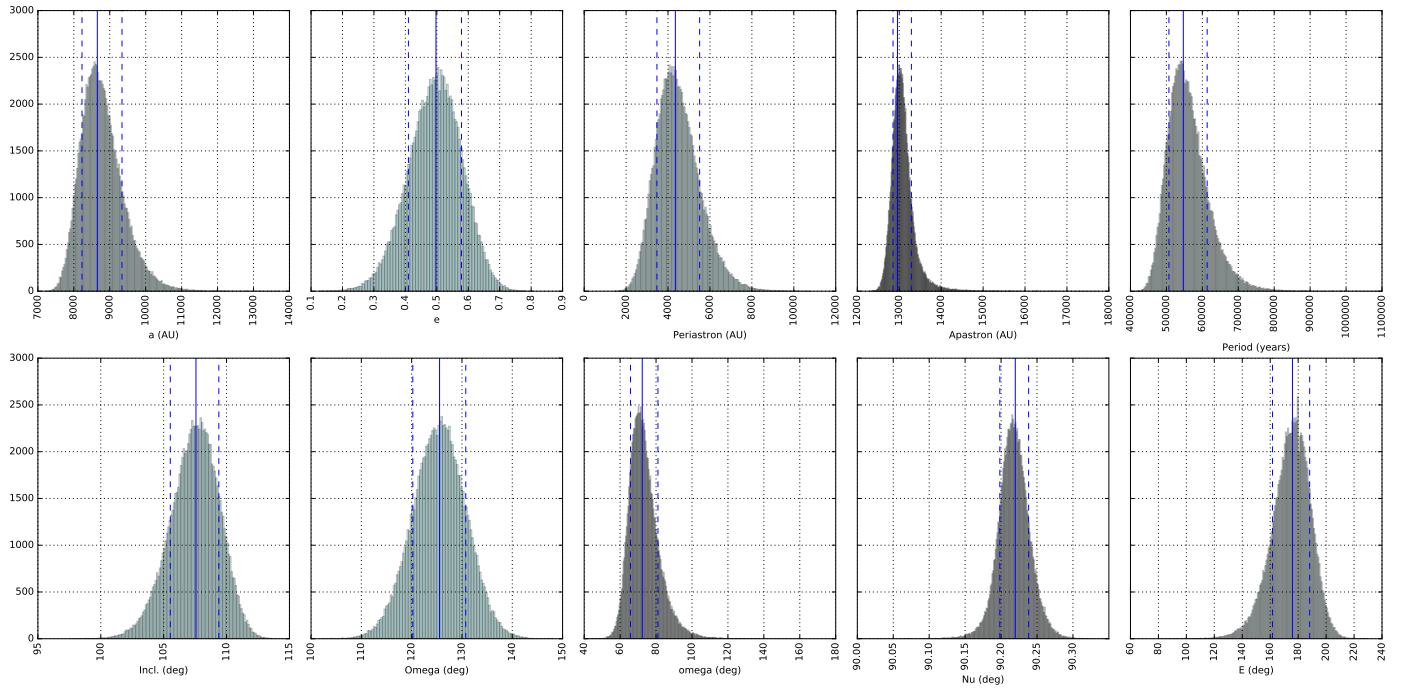 3000
2500
2000
1500
1000
500
0
7000 8000 9000 10000 11000 12000 13000 14000
a (AU)
0.1 0.2 0.3 0.4 0.5 0.6 0.7 0.8 0.9
e
0 2000 4000 6000 8000 10000 12000
Periastron (AU)
12000 13000 14000 15000 16000 17000 18000
Apastron (AU)
400000 500000 600000 700000 800000 900000 1000000 1100000
Period (years)
3000
2500
2000
1500
1000
500
0
95 100 105 110 115
Incl. (deg)
100 110 120 130 140 150
Omega (deg)
40 60 80 100 120 140 160 180
omega (deg)
90.00 90.10 90.15 90.20 90.25 90.30
Nu (deg)
60 80 100 120 140 160 180 200 220 240
E (deg)